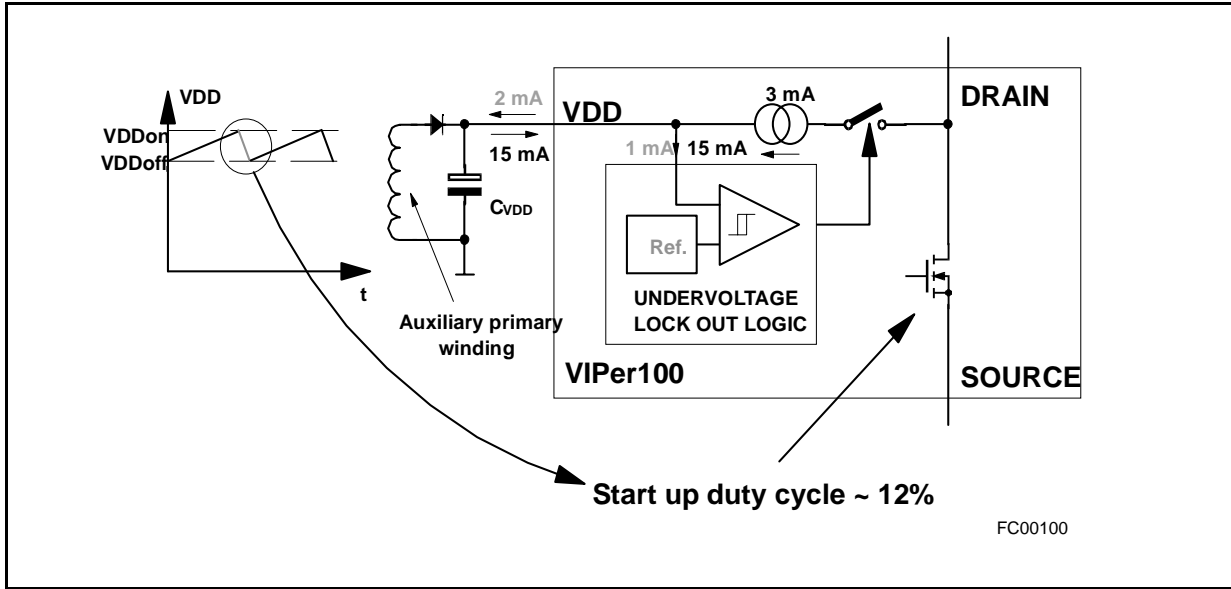 VDD
VDDon
VDDoff
t
2 mA
15 mA
CVDD
Auxiliary primary
winding
VDD
3 mA
1 mA
15 mA
Ref.
UNDERVOLTAGE
LOCK OUT LOGIC
VIPer100
DRAIN
SOURCE
Start up duty cycle ~ 12%
FC00100